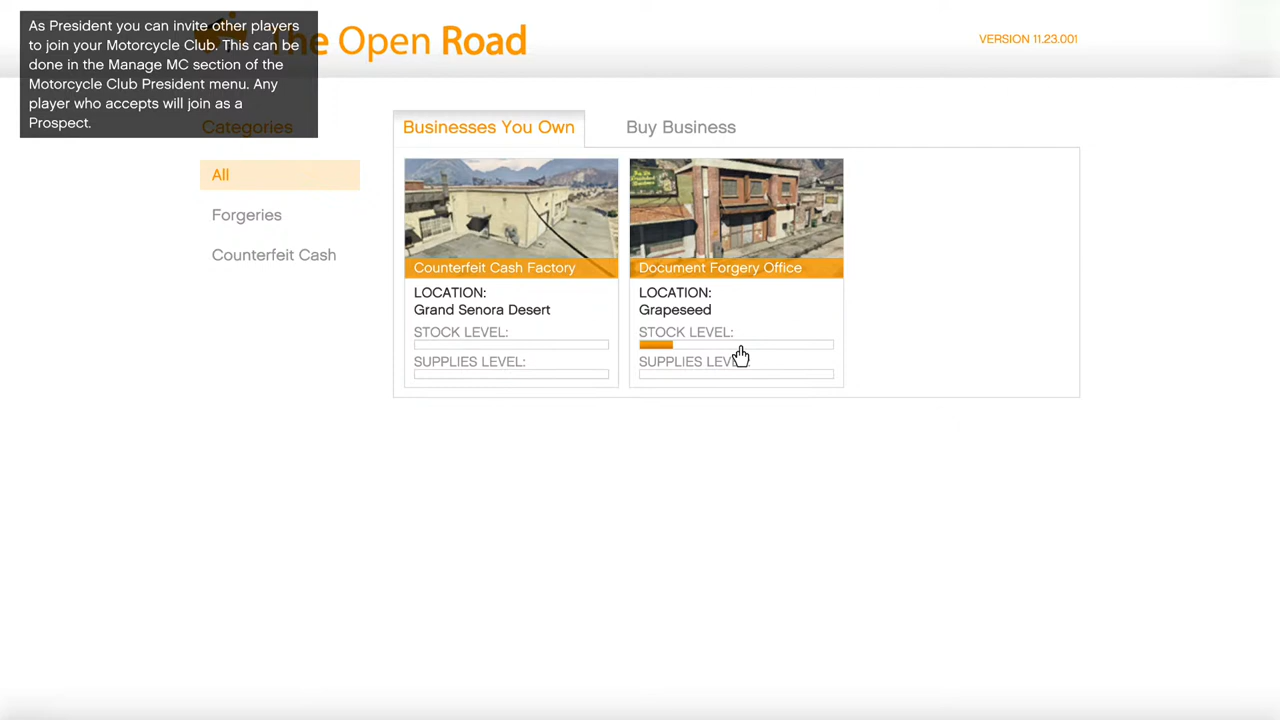 As President you can invite other players
to join your Motorcycle Club. This can be
done in the Manage MC section of the
Motorcycle Club President menu. Any
player who accepts will join as a
Prospect.
The Open Road
VERSION 11.23.001
Categories
All
Forgeries
Counterfeit Cash
Businesses You Own
Buy Business
Counterfeit Cash Factory
LOCATION:
Grand Senora Desert
STOCK LEVEL:
SUPPLIES LEVEL:
Document Forgery Office
LOCATION:
Grapeseed
STOCK LEVEL:
SUPPLIES LEVEL: